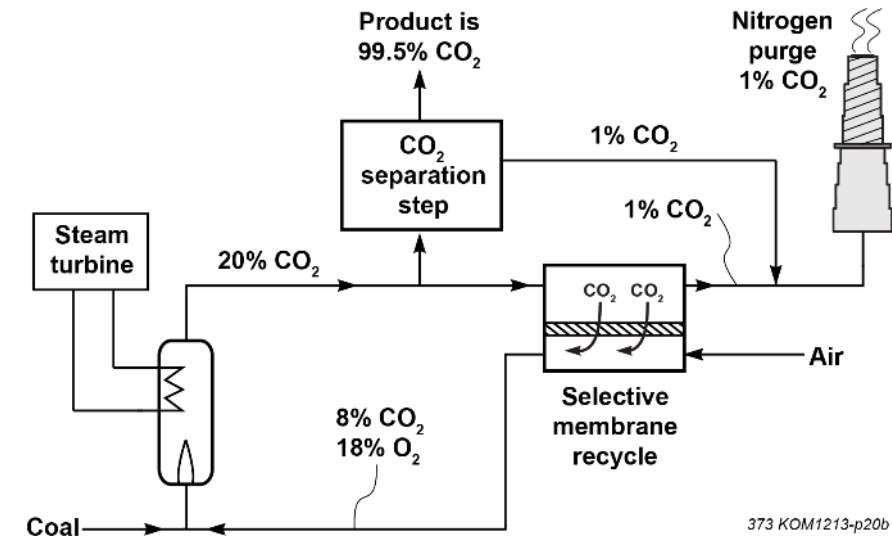 Product is
99.5% CO₂
Nitrogen
purge
1% CO₂
CO₂
separation
step
1% CO₂
1% CO₂
Steam
turbine
20% CO₂
CO₂ CO₂
Air
Selective
membrane
recycle
8% CO₂
18% O₂
Coal
373 KOM1213-p20b